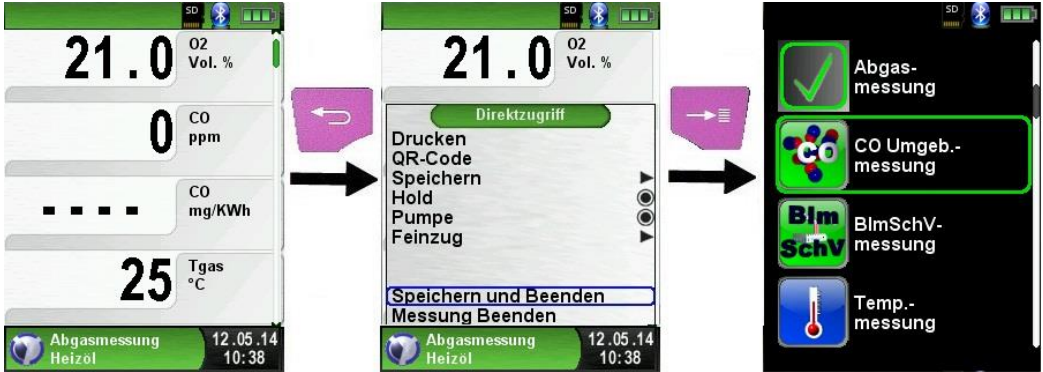 SD
21.0
O2
Vol. %
0
CO
ppm
----
CO
mg/KWh
25
Tgas
°C
Abgasmessung
Heizöl
12.05.14
10:38
SD
21.0
O2
Vol. %
Direktzugriff
Drucken
QR-Code
Speichern
Hold
Pumpe
Feinzug
Speichern und Beenden
Messung Beenden
Abgasmessung
Heizöl
12.05.14
10:38
SD
Abgas-
messung
CO
CO Umgeb.-
messung
BIm
SchV
BImSchV-
messung
Temp.-
messung